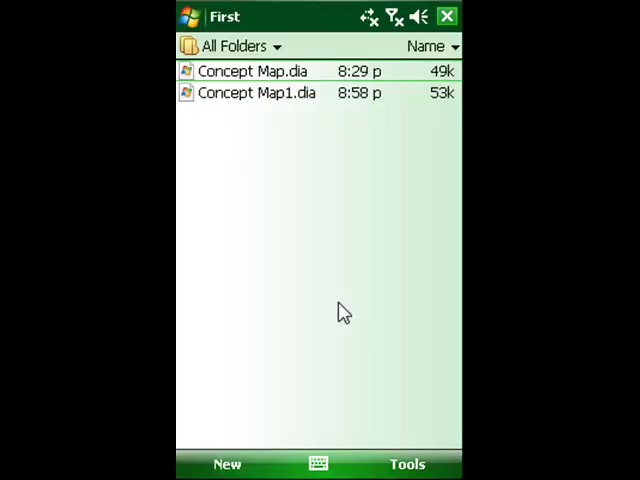 First
All Folders Name
Concept Map.dia 8:29 p 49k
Concept Map1.dia 8:58 p 53k
New Tools